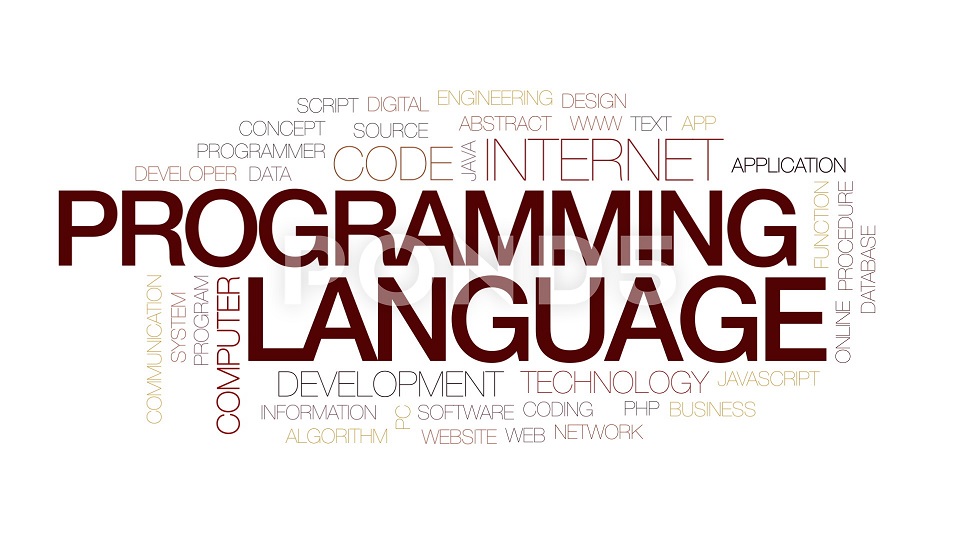 SCRIPT DIGITAL ENGINEERING DESIGN
CONCEPT SOURCE ABSTRACT WWW TEXT APP
PROGRAMMER CODE JAVA INTERNET APPLICATION
DEVELOPER DATA
PROGRAMMING
FUNCTION
PROCEDURE
DATABASE
POND5
LANGUAGE
COMMUNICATION
SYSTEM
PROGRAM
COMPUTER
ONLINE
DEVELOPMENT TECHNOLOGY JAVASCRIPT
INFORMATION PC SOFTWARE CODING PHP BUSINESS
ALGORITHM WEBSITE WEB NETWORK